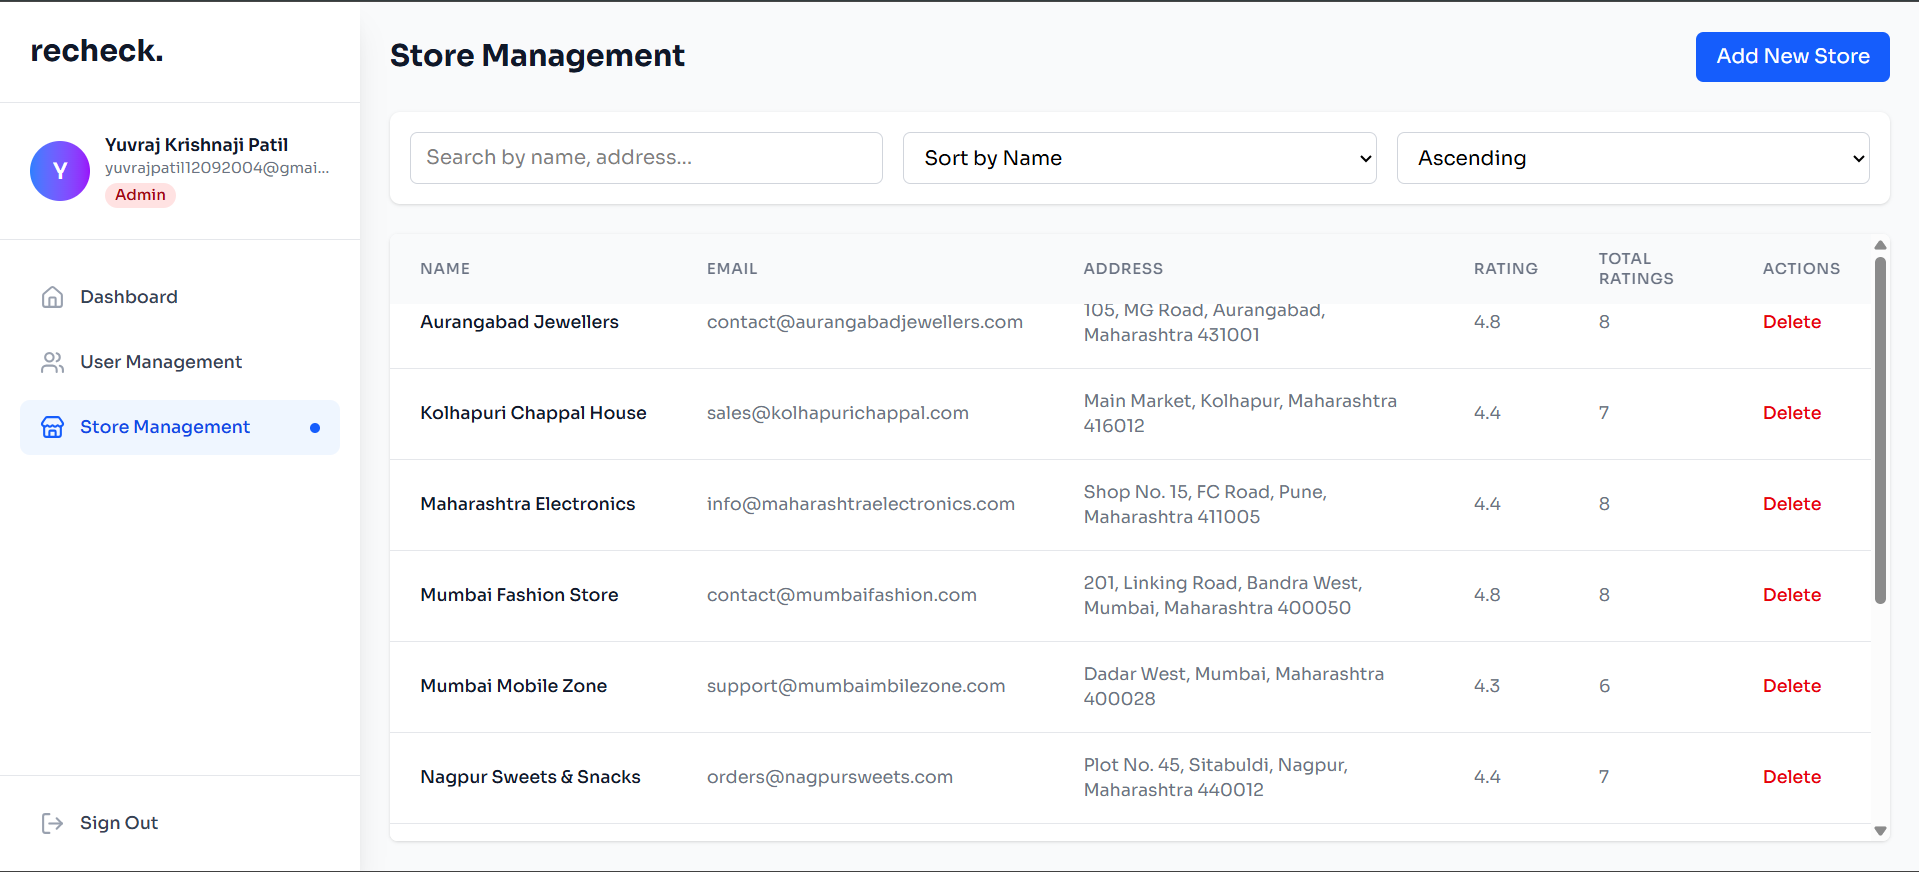 recheck.
Yuvraj Krishnaji Patil
yuvrajpatil12092004@gmai...
Admin
Dashboard
User Management
Store Management
Sign Out
Store Management
Add New Store
Search by name, address...
Sort by Name
Ascending
NAME EMAIL ADDRESS RATING TOTAL RATINGS ACTIONS
Aurangabad Jewellers contact@aurangabadjewellers.com 105, MG Road, Aurangabad, 4.8 8 Delete
Maharashtra 431001
Kolhapuri Chappal House sales@kolhapurichappal.com Main Market, Kolhapur, Maharashtra 4.4 7 Delete
416012
Maharashtra Electronics info@maharashtraelectronics.com Shop No. 15, FC Road, Pune, 4.4 8 Delete
Maharashtra 411005
Mumbai Fashion Store contact@mumbaifashion.com 201, Linking Road, Bandra West, 4.8 8 Delete
Mumbai, Maharashtra 400050
Mumbai Mobile Zone support@mumbaimbilezone.com Dadar West, Mumbai, Maharashtra 4.3 6 Delete
400028
Nagpur Sweets & Snacks orders@nagpursweets.com Plot No. 45, Sitabuldi, Nagpur, 4.4 7 Delete
Maharashtra 440012
Y